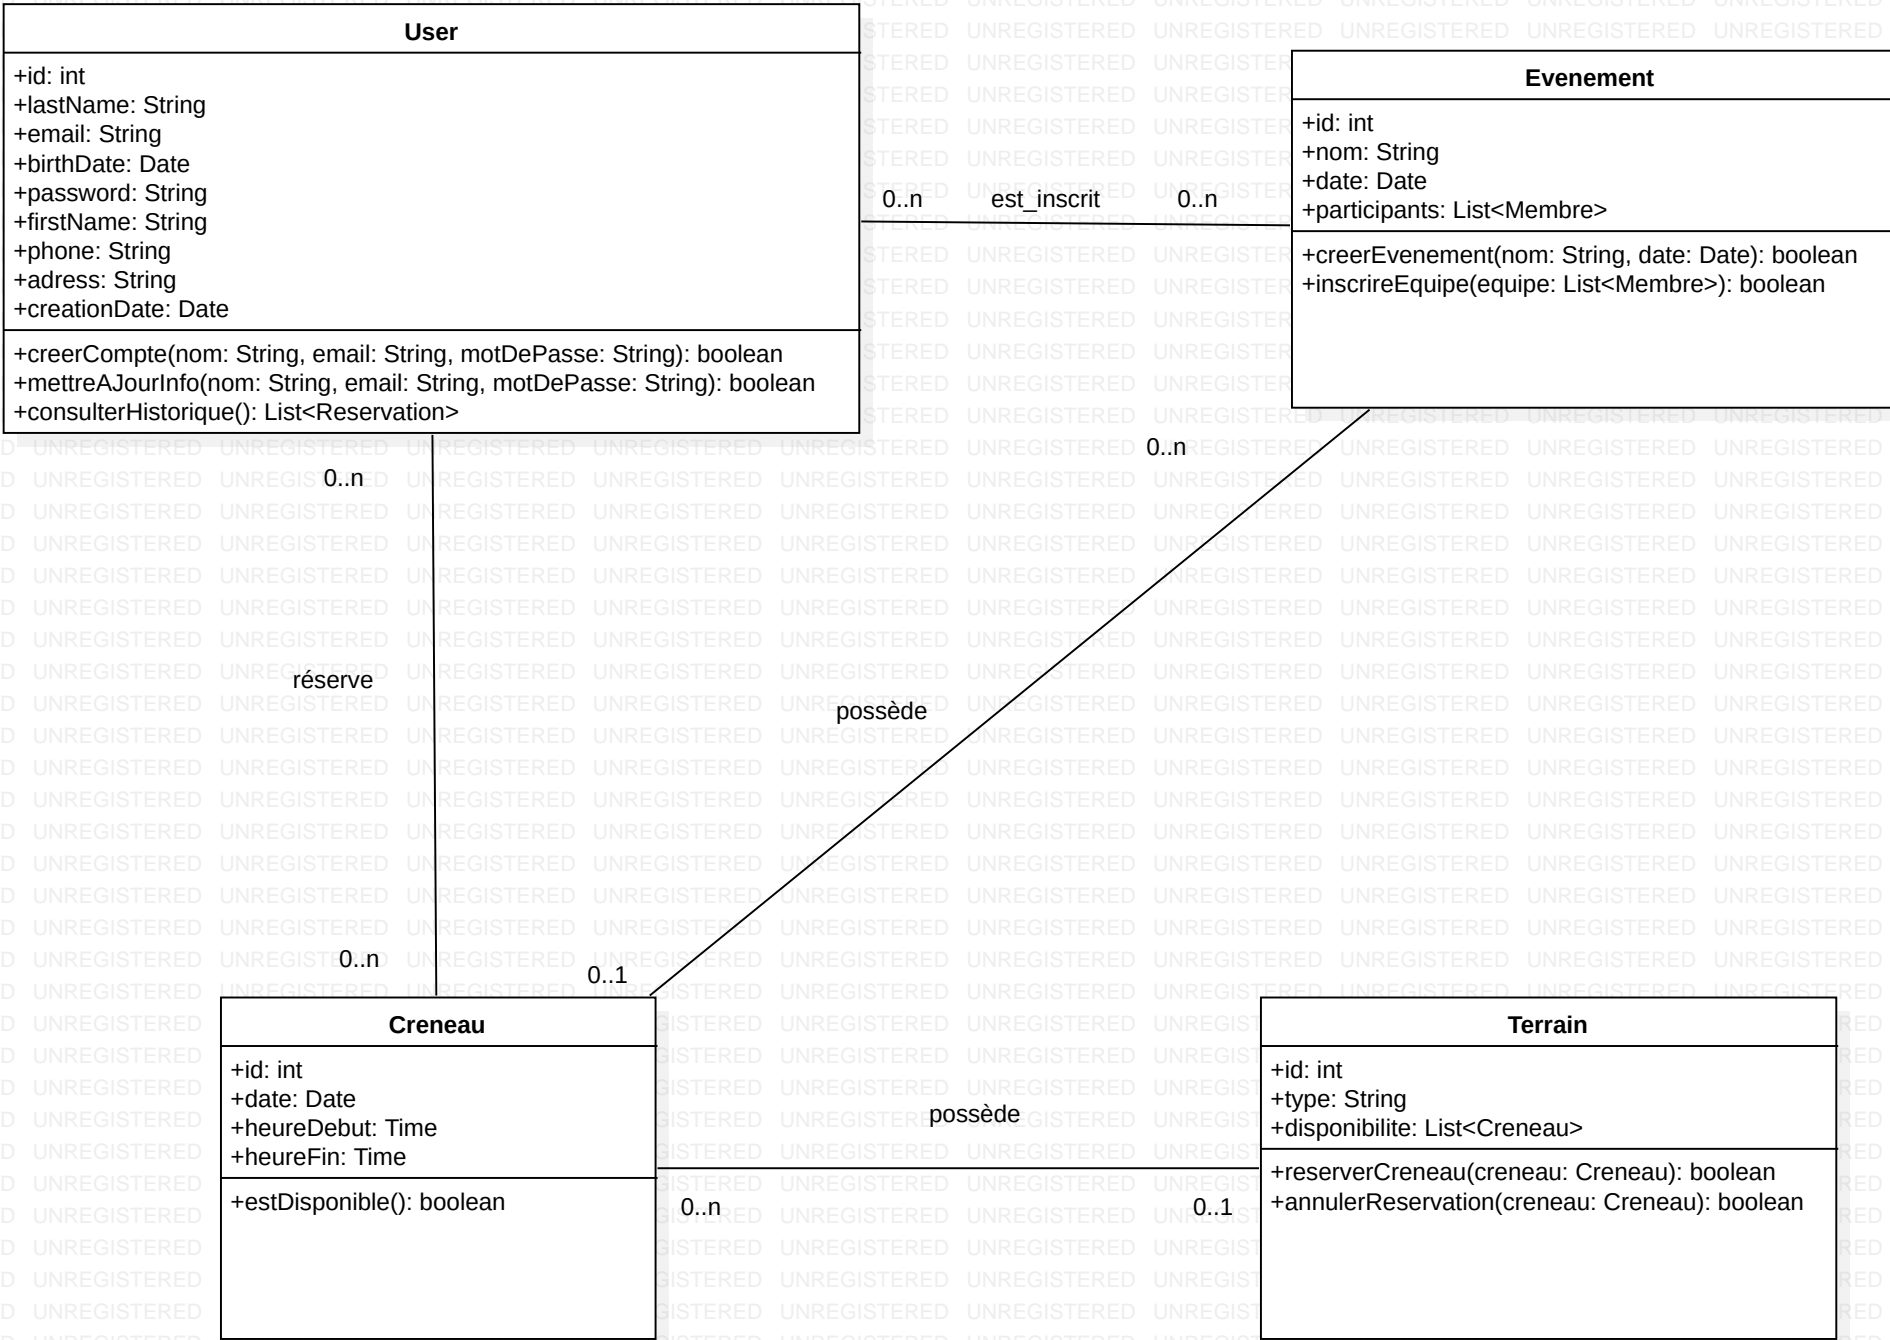 User
+id: int
+lastName: String
+email: String
+birthDate: Date
+password: String
+firstName: String
+phone: String
+adress: String
+creationDate: Date
+creerCompte(nom: String, email: String, motDePasse: String): boolean
+mettreAJourInfo(nom: String, email: String, motDePasse: String): boolean
+consulterHistorique(): List<Reservation>
0..n est_inscrit 0..n
Evenement
+id: int
+nom: String
+date: Date
+participants: List<Membre>
+creerEvenement(nom: String, date: Date): boolean
+inscrireEquipe(equipe: List<Membre>): boolean
0..n
0..n
réserve
possède
0..n
0..1
Creneau
+id: int
+date: Date
+heureDebut: Time
+heureFin: Time
+estDisponible(): boolean
possède
0..n
0..1
Terrain
+id: int
+type: String
+disponibilite: List<Creneau>
+reserverCreneau(creneau: Creneau): boolean
+annulerReservation(creneau: Creneau): boolean
UNREGISTERED